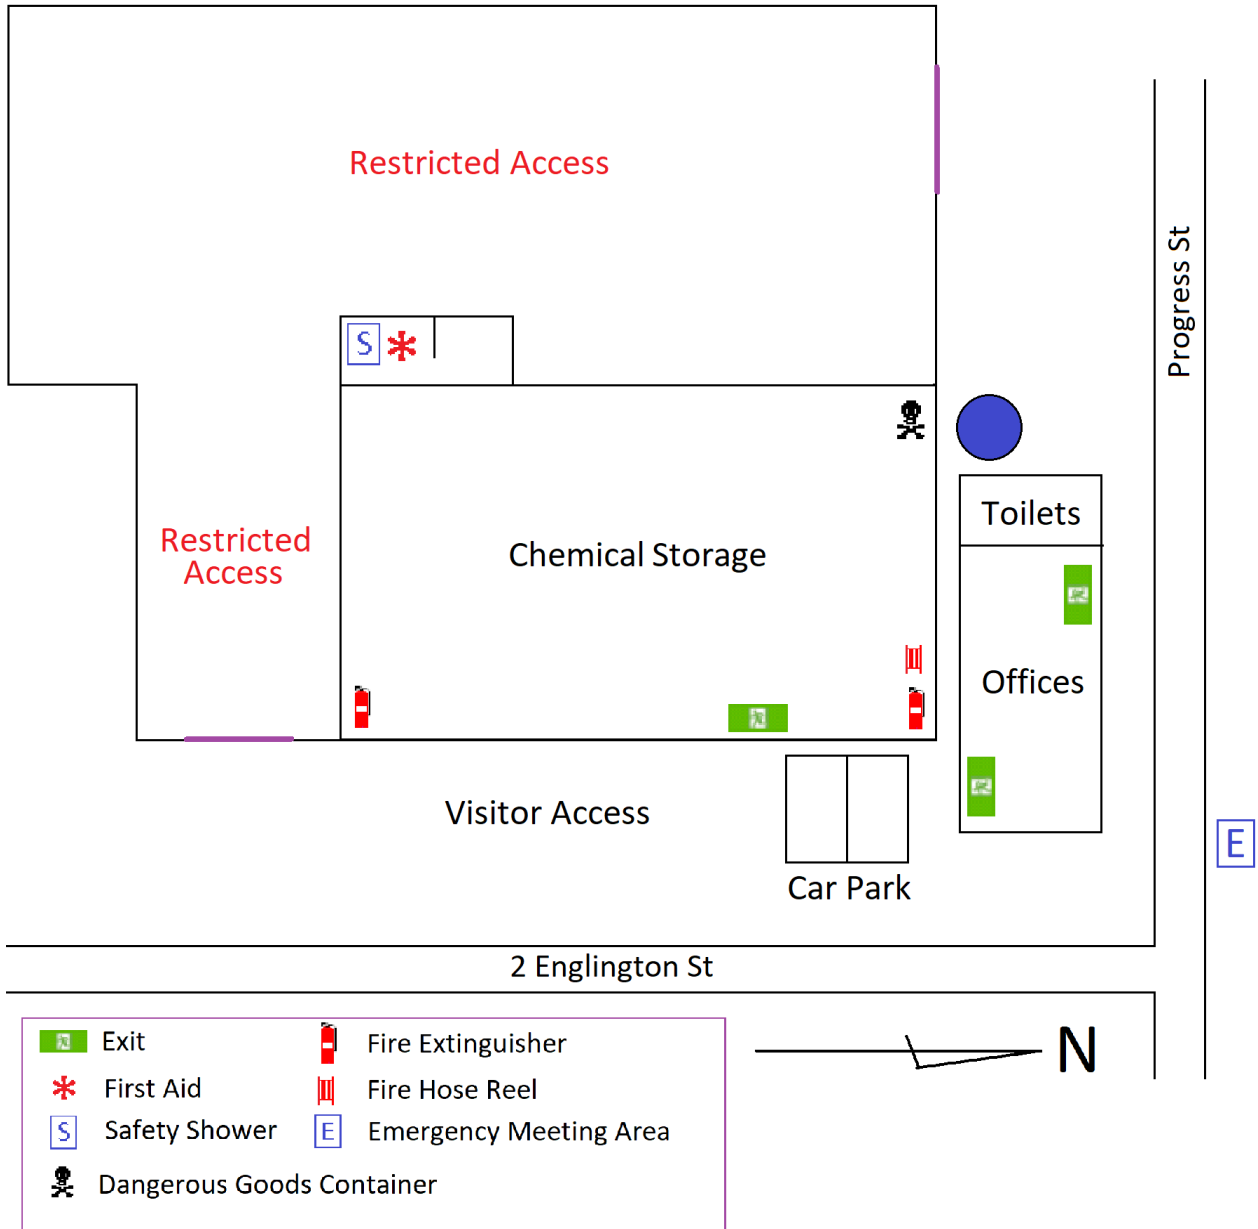 Restricted Access
Progress St
S
Toilets
Restricted
Access
Chemical Storage
Offices
Visitor Access
E
Car Park
2 Englington St
Exit
Fire Extinguisher
N
First Aid
Fire Hose Reel
S
Safety Shower
E
Emergency Meeting Area
Dangerous Goods Container